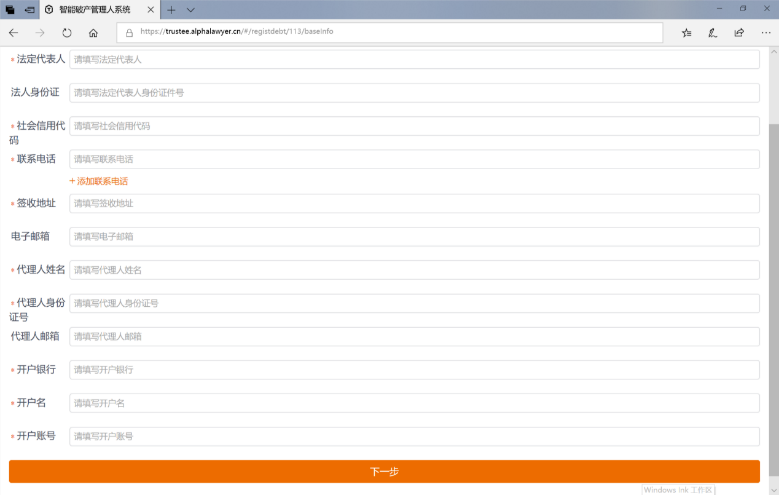 智能破产管理人系统
https://trustee.alphalawyer.cn/#/registdebt/113/baseinfo
* 法定代表人 请填写法定代表人
法人身份证 请填写法定代表人身份证件号
* 社会信用代码 请填写社会信用代码
* 联系电话 请填写联系电话
+ 添加联系电话
* 签收地址 请填写签收地址
电子邮箱 请填写电子邮箱
* 代理人姓名 请填写代理人姓名
* 代理人身份证号 请填写代理人身份证号
代理人邮箱 请填写代理人邮箱
* 开户银行 请填写开户银行
* 开户名 请填写开户名
* 开户账号 请填写开户账号
下一步
Windows Ink 工作区